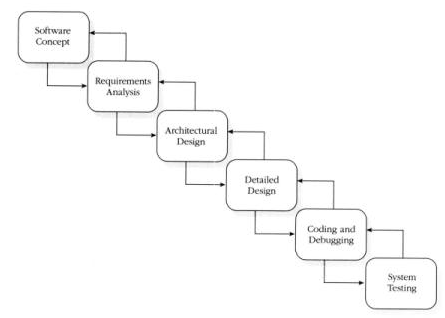 Software
Concept
Requirements
Analysis
Architectural
Design
Detailed
Design
Coding and
Debugging
System
Testing